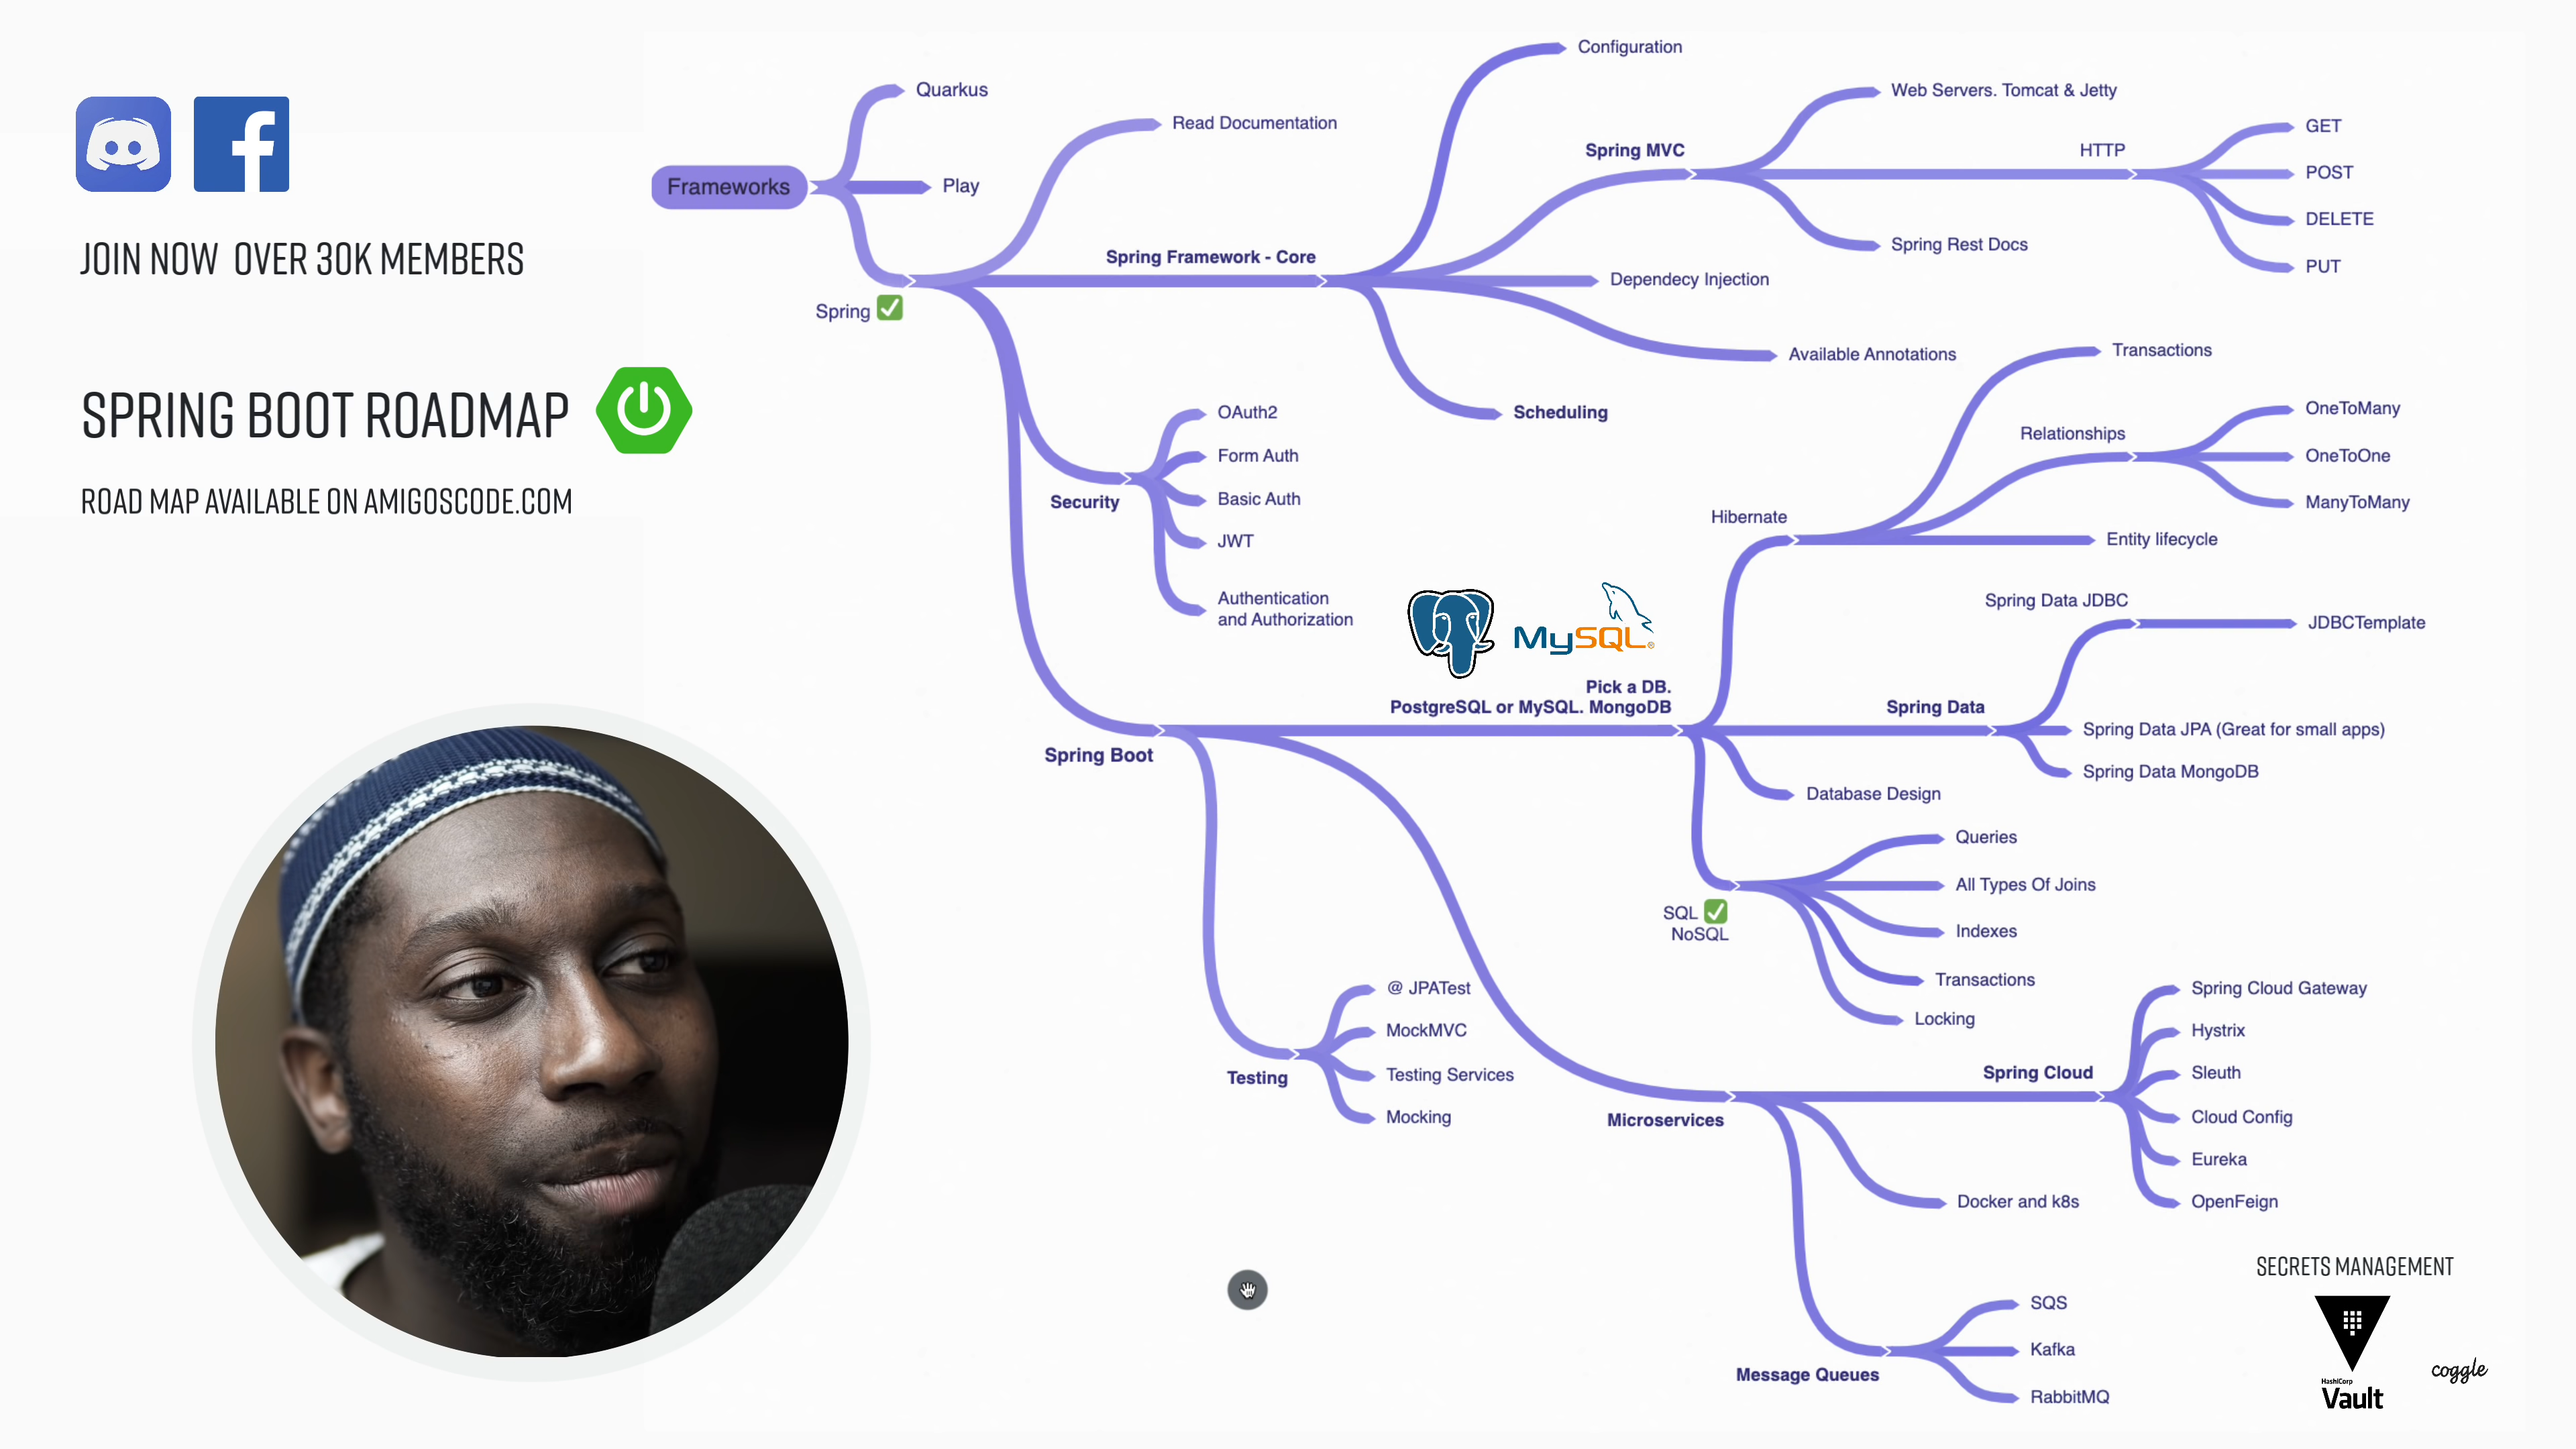 JOIN NOW OVER 30K MEMBERS
SPRING BOOT ROADMAP
ROAD MAP AVAILABLE ON AMIGOSCODE.COM
Frameworks
Quarkus
Play
Spring
Read Documentation
Spring Framework - Core
Configuration
Spring MVC
Web Servers. Tomcat & Jetty
HTTP
GET
POST
DELETE
PUT
Spring Rest Docs
Dependecy Injection
Available Annotations
Scheduling
Security
OAuth2
Form Auth
Basic Auth
JWT
Authentication
and Authorization
Spring Boot
MySQL®
Pick a DB.
PostgreSQL or MySQL. MongoDB
Hibernate
Transactions
Relationships
OneToMany
OneToOne
ManyToMany
Entity lifecycle
Spring Data
Spring Data JDBC
JDBCTemplate
Spring Data JPA (Great for small apps)
Spring Data MongoDB
Database Design
SQL
NoSQL
Queries
All Types Of Joins
Indexes
Transactions
Locking
Testing
@ JPATest
MockMVC
Testing Services
Mocking
Microservices
Spring Cloud
Spring Cloud Gateway
Hystrix
Sleuth
Cloud Config
Eureka
OpenFeign
Docker and k8s
Message Queues
SQS
Kafka
RabbitMQ
SECRETS MANAGEMENT
HashiCorp
Vault
coggle